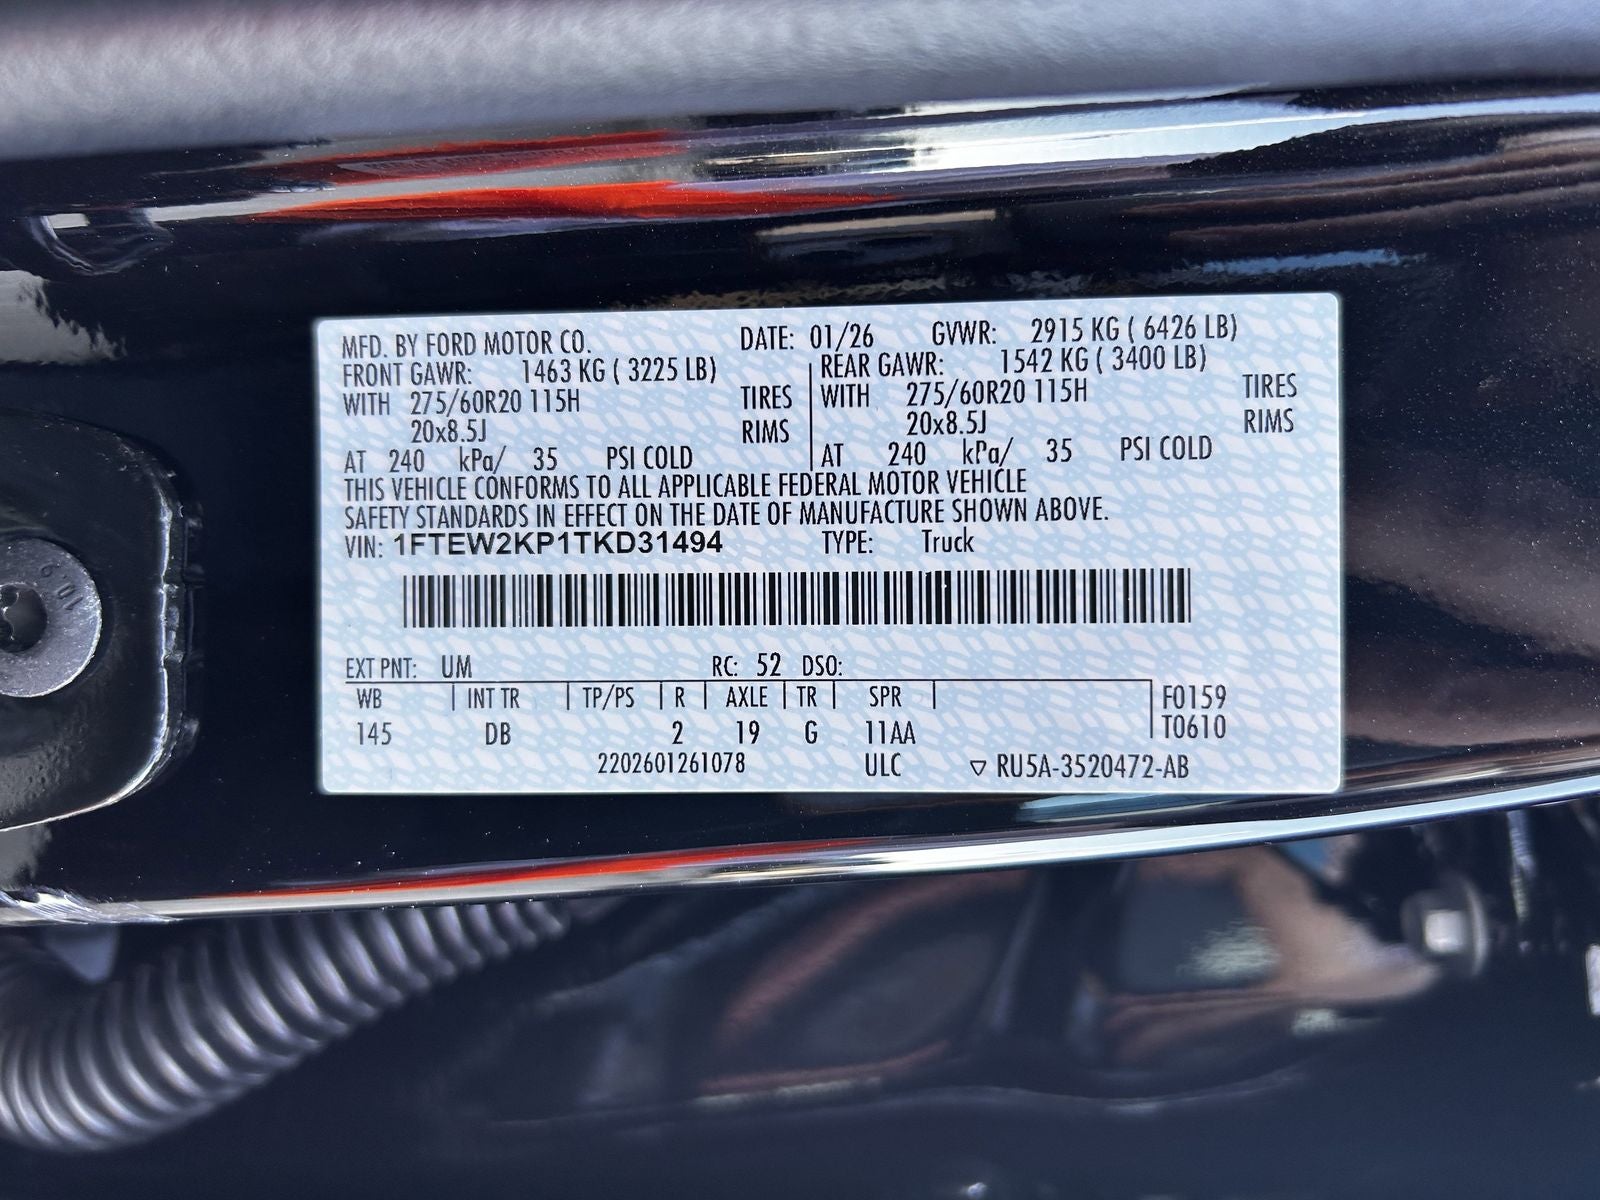 MFD. BY FORD MOTOR CO. DATE: 01/26 GVWR: 2915 KG ( 6426 LB)
FRONT GAWR: 1463 KG ( 3225 LB) REAR GAWR: 1542 KG ( 3400 LB)
WITH 275/60R20 115H TIRES WITH 275/60R20 115H TIRES
20x8.5J RIMS 20x8.5J RIMS
AT 240 kPa/ 35 PSI COLD AT 240 kPa/ 35 PSI COLD
THIS VEHICLE CONFORMS TO ALL APPLICABLE FEDERAL MOTOR VEHICLE
SAFETY STANDARDS IN EFFECT ON THE DATE OF MANUFACTURE SHOWN ABOVE.
VIN: 1FTEW2KP1TKD31494 TYPE: Truck
EXT PNT: UM RC: 52 DSO:
WB INT TR TP/PS R AXLE TR SPR F0159
145 DB 2 19 G 11AA T0610
2202601261078 ULC ▽ RU5A-3520472-AB
10.9